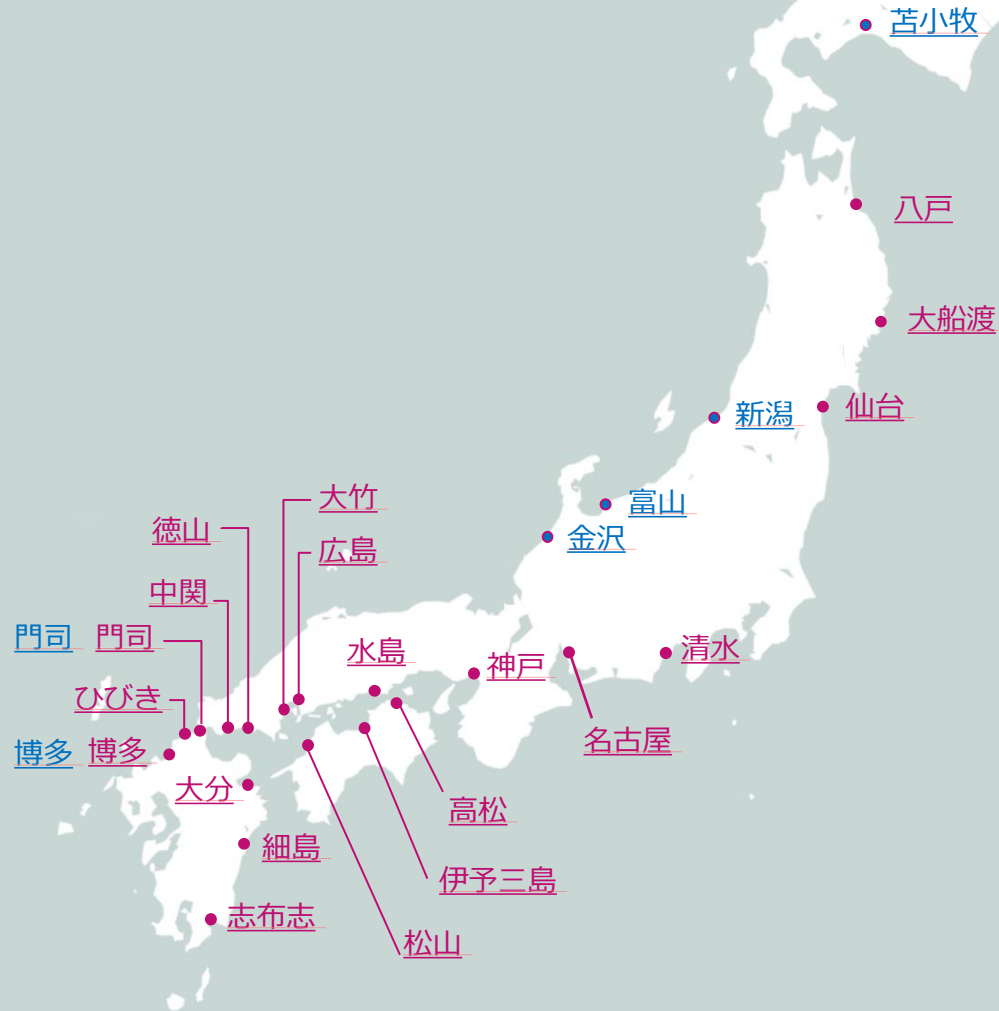 苫小牧
八戸
大船渡
仙台
新潟
富山
金沢
大竹
徳山
広島
中関
門司 門司
水島
清水
神戸
ひびき
名古屋
博多 博多
大分
高松
細島
伊予三島
志布志
松山